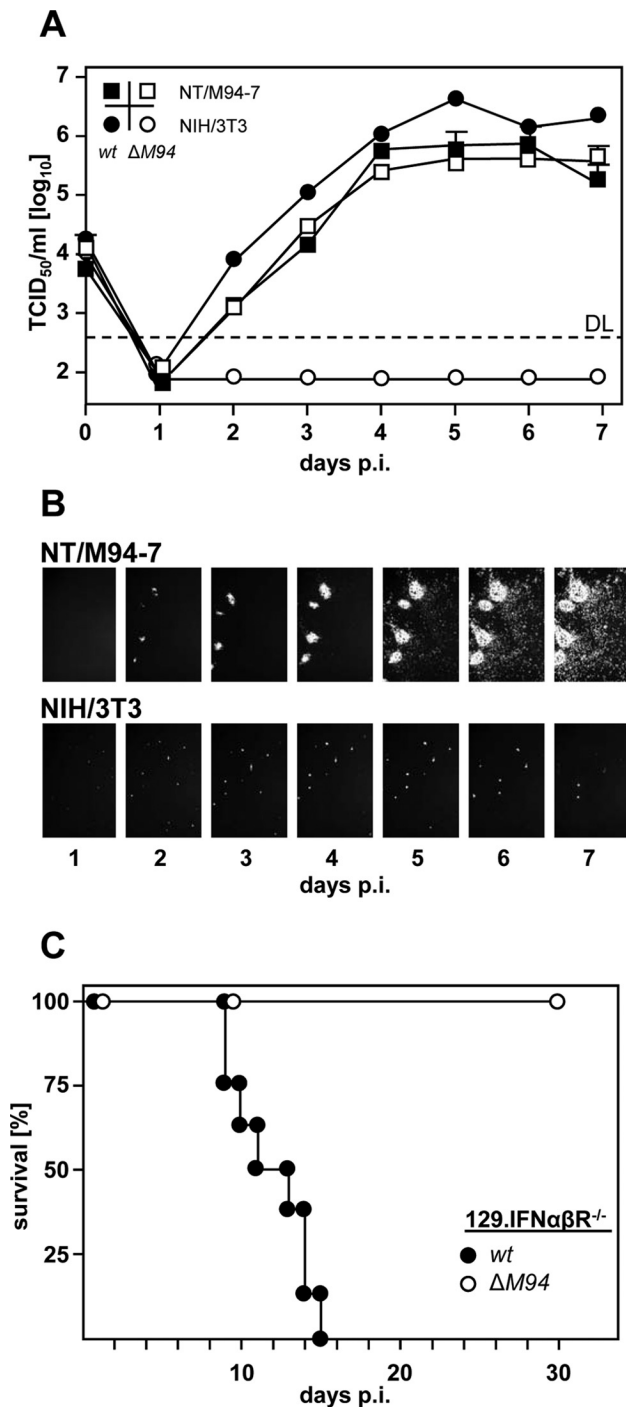 A
7
6
5
4
3
2
TCID50/ml [log10]
NT/M94-7
NIH/3T3
wt ΔM94
DL
0 1 2 3 4 5 6 7
days p.i.
B
NT/M94-7
NIH/3T3
1 2 3 4 5 6 7
days p.i.
C
100
75
50
25
survival [%]
129.IFNαβR-/-
wt
ΔM94
10 20 30
days p.i.